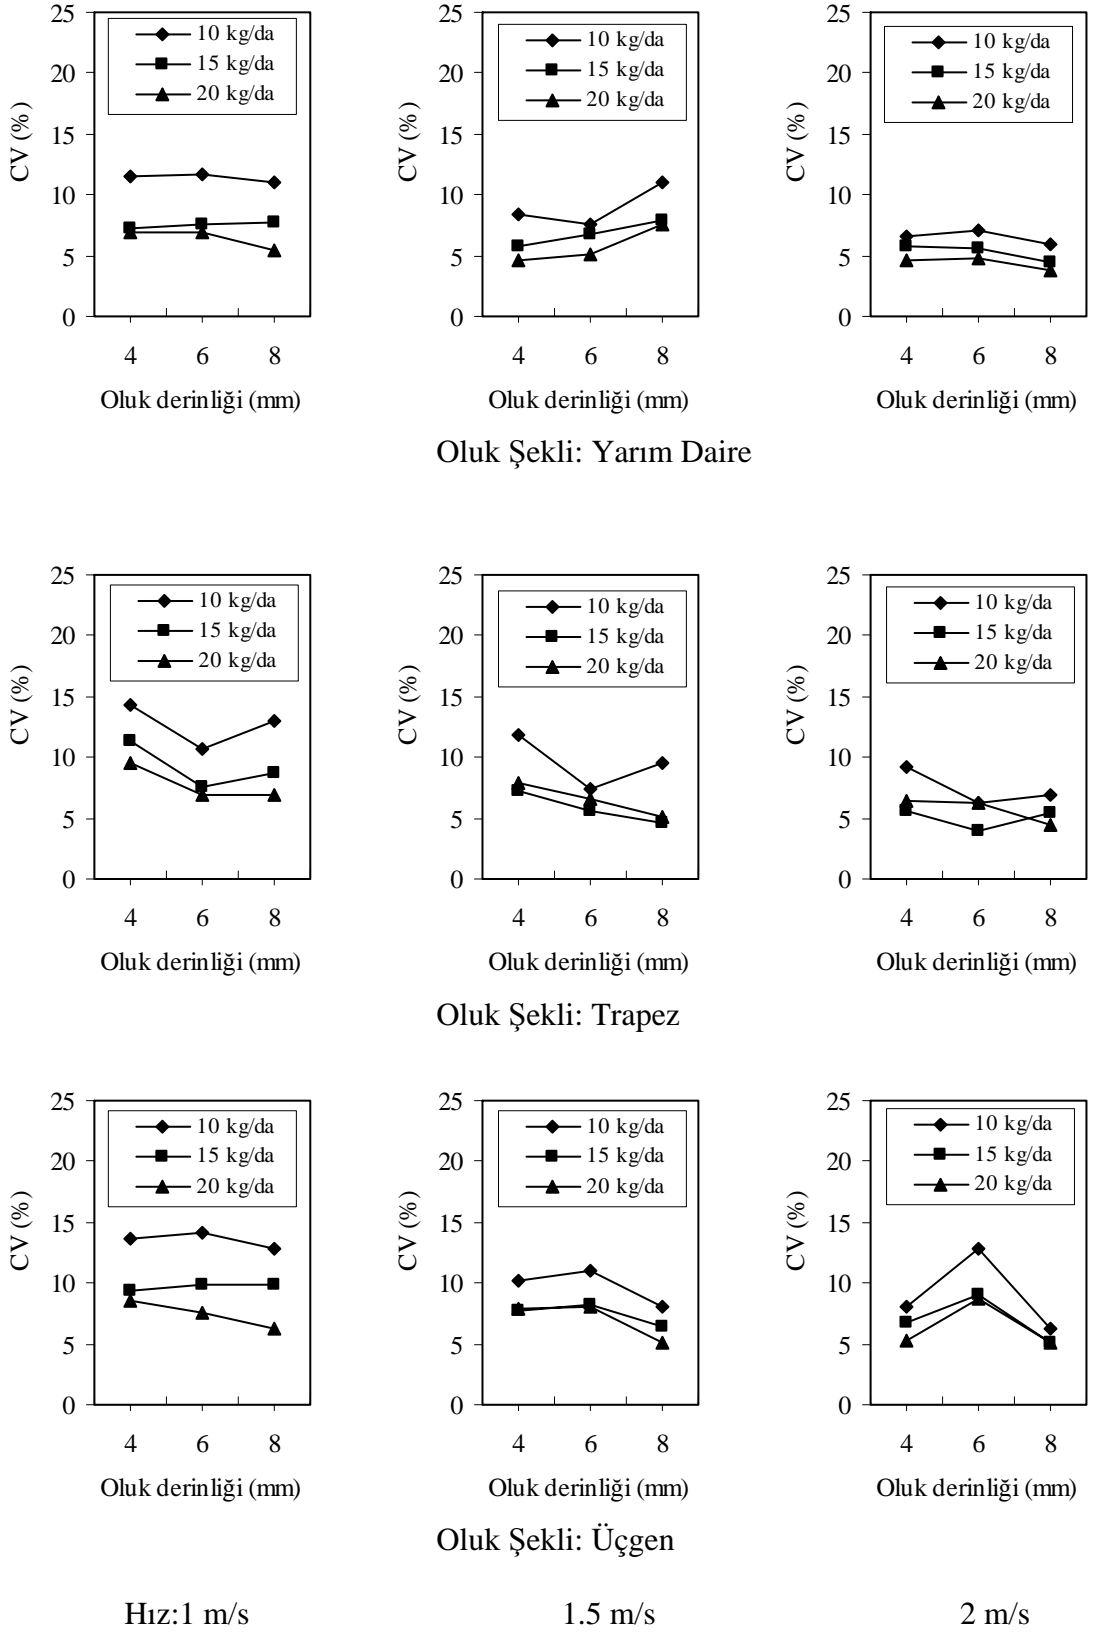 25
20
15
10
5
0
CV (%)
10 kg/da
15 kg/da
20 kg/da
4 6 8
Oluk derinliği (mm)
25
20
15
10
5
0
CV (%)
10 kg/da
15 kg/da
20 kg/da
4 6 8
Oluk derinliği (mm)
25
20
15
10
5
0
CV (%)
10 kg/da
15 kg/da
20 kg/da
4 6 8
Oluk derinliği (mm)
Oluk Şekli: Yarım Daire
25
20
15
10
5
0
CV (%)
10 kg/da
15 kg/da
20 kg/da
4 6 8
Oluk derinliği (mm)
25
20
15
10
5
0
CV (%)
10 kg/da
15 kg/da
20 kg/da
4 6 8
Oluk derinliği (mm)
25
20
15
10
5
0
CV (%)
10 kg/da
15 kg/da
20 kg/da
4 6 8
Oluk derinliği (mm)
Oluk Şekli: Trapez
25
20
15
10
5
0
CV (%)
10 kg/da
15 kg/da
20 kg/da
4 6 8
Oluk derinliği (mm)
25
20
15
10
5
0
CV (%)
10 kg/da
15 kg/da
20 kg/da
4 6 8
Oluk derinliği (mm)
25
20
15
10
5
0
CV (%)
10 kg/da
15 kg/da
20 kg/da
4 6 8
Oluk derinliği (mm)
Oluk Şekli: Üçgen
Hız:1 m/s 1.5 m/s 2 m/s